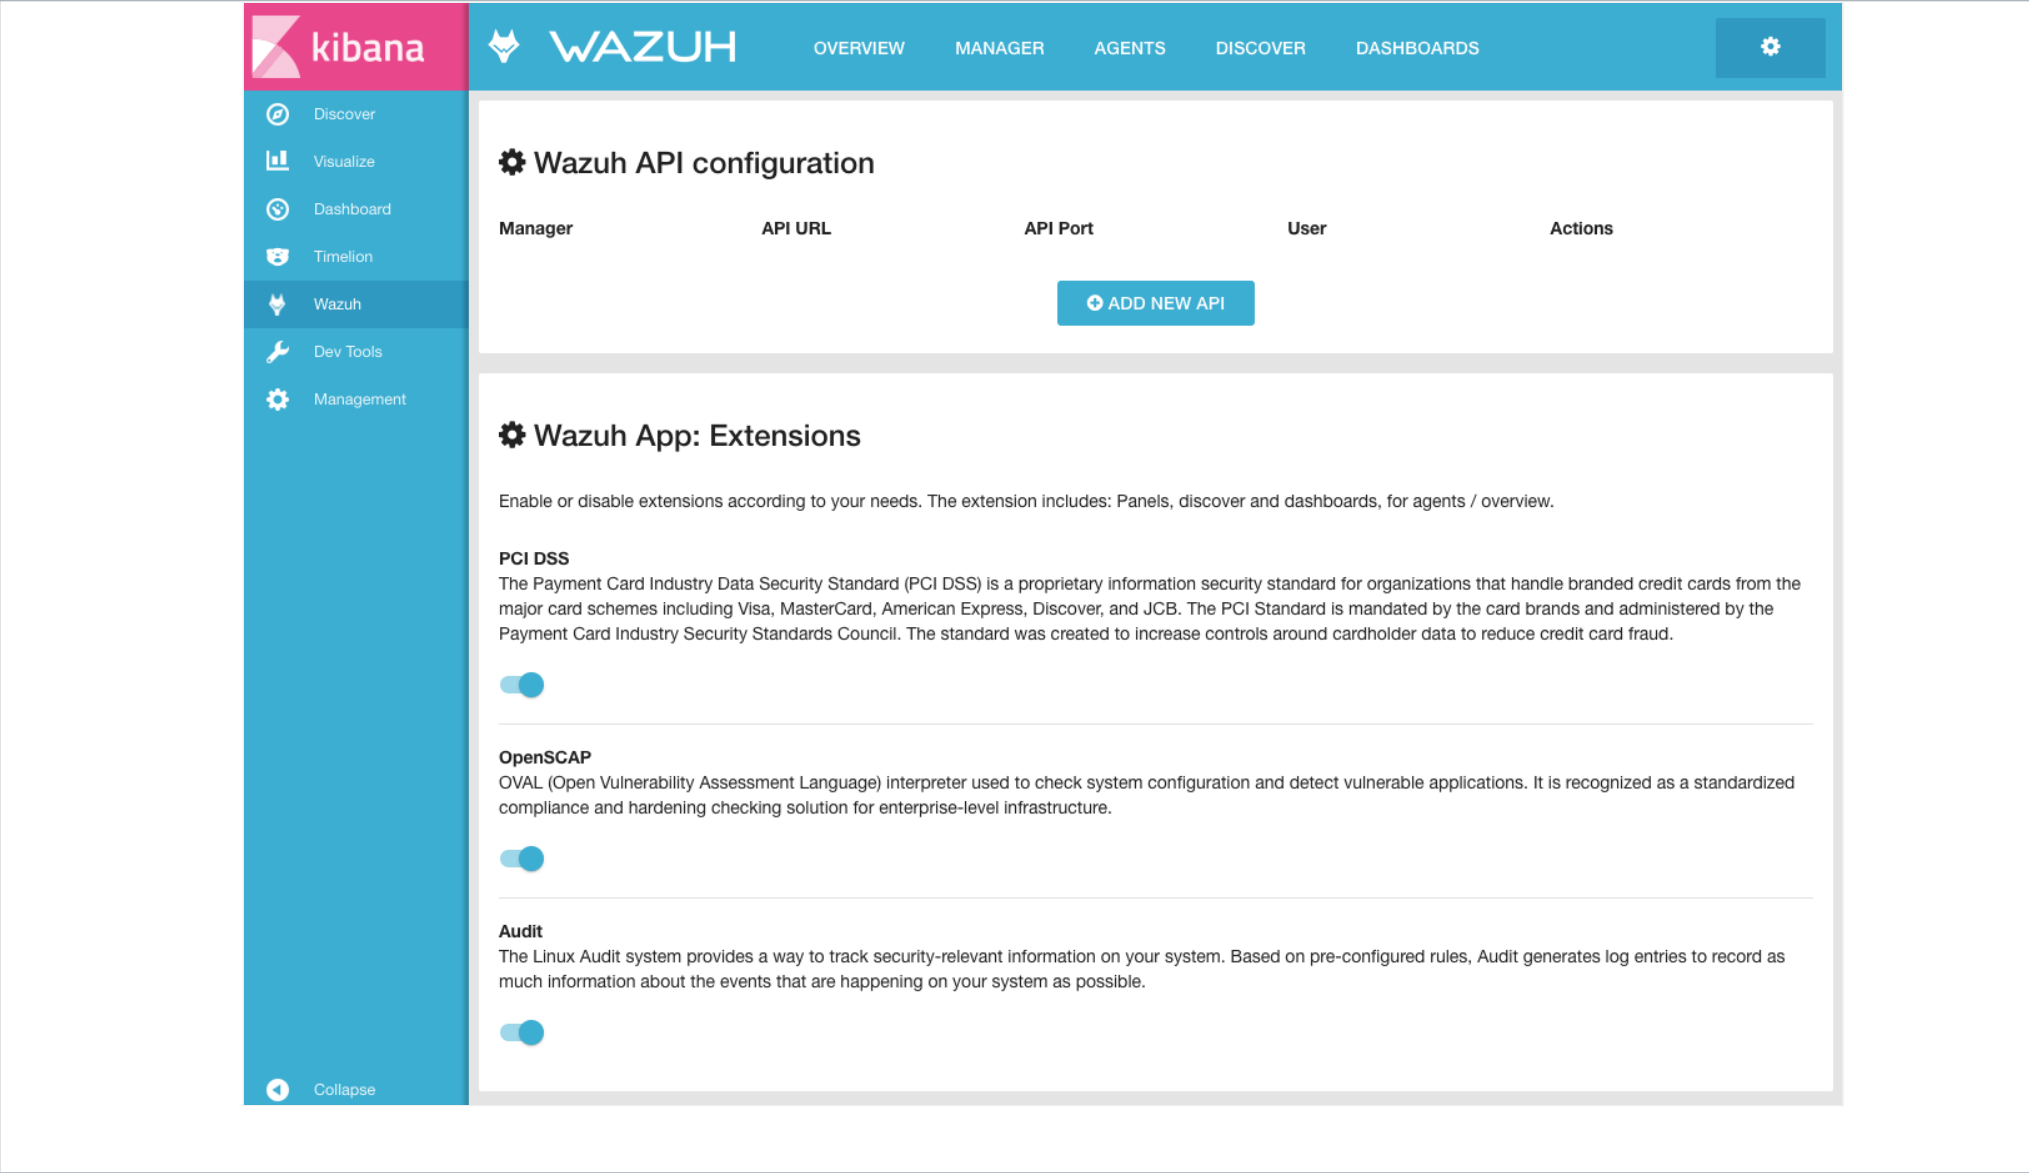 kibana
WAZUH
OVERVIEW MANAGER AGENTS DISCOVER DASHBOARDS
Discover
Visualize
Dashboard
Timelion
Wazuh
Dev Tools
Management
Collapse
Wazuh API configuration
Manager API URL API Port User Actions
ADD NEW API
Wazuh App: Extensions
Enable or disable extensions according to your needs. The extension includes: Panels, discover and dashboards, for agents / overview.
PCI DSS
The Payment Card Industry Data Security Standard (PCI DSS) is a proprietary information security standard for organizations that handle branded credit cards from the
major card schemes including Visa, MasterCard, American Express, Discover, and JCB. The PCI Standard is mandated by the card brands and administered by the
Payment Card Industry Security Standards Council. The standard was created to increase controls around cardholder data to reduce credit card fraud.
OpenSCAP
OVAL (Open Vulnerability Assessment Language) interpreter used to check system configuration and detect vulnerable applications. It is recognized as a standardized
compliance and hardening checking solution for enterprise-level infrastructure.
Audit
The Linux Audit system provides a way to track security-relevant information on your system. Based on pre-configured rules, Audit generates log entries to record as
much information about the events that are happening on your system as possible.